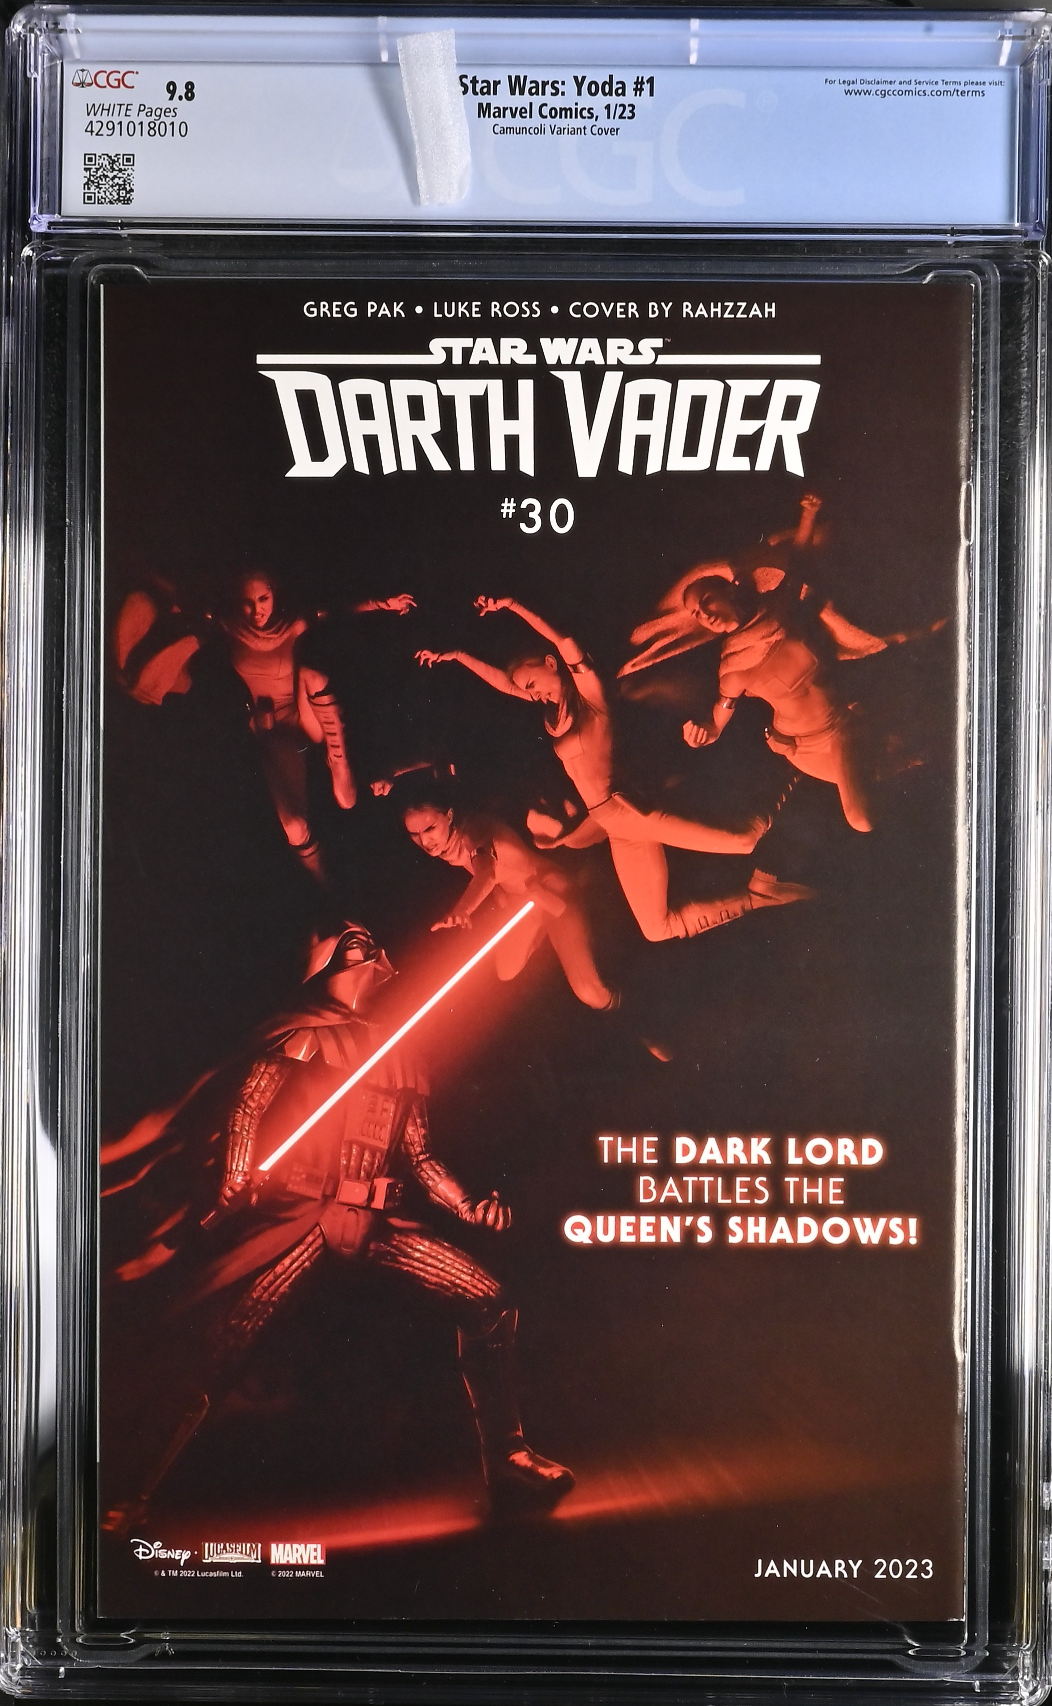 CGC
9.8
WHITE Pages
4291018010
Star Wars: Yoda #1
Marvel Comics, 1/23
Camuncoli Variant Cover
For Legal Disclaimer and Service Terms please visit:
www.cgccomics.com/terms
CGC
GREG PAK • LUKE ROSS • COVER BY RAHZZAH
STAR WARS™
DARTH VADER
#30
THE DARK LORD
BATTLES THE
QUEEN'S SHADOWS!
Disney • LUCASFILM MARVEL
© & TM 2022 Lucasfilm Ltd. © 2022 MARVEL
JANUARY 2023